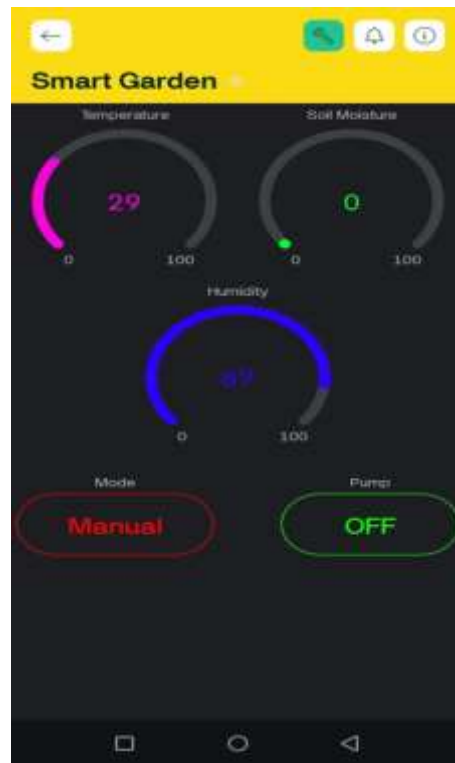 Smart Garden
Temperature
Soil Moisture
29
0
0
100
0
100
Humidity
0
100
Mode
Pump
Manual
OFF